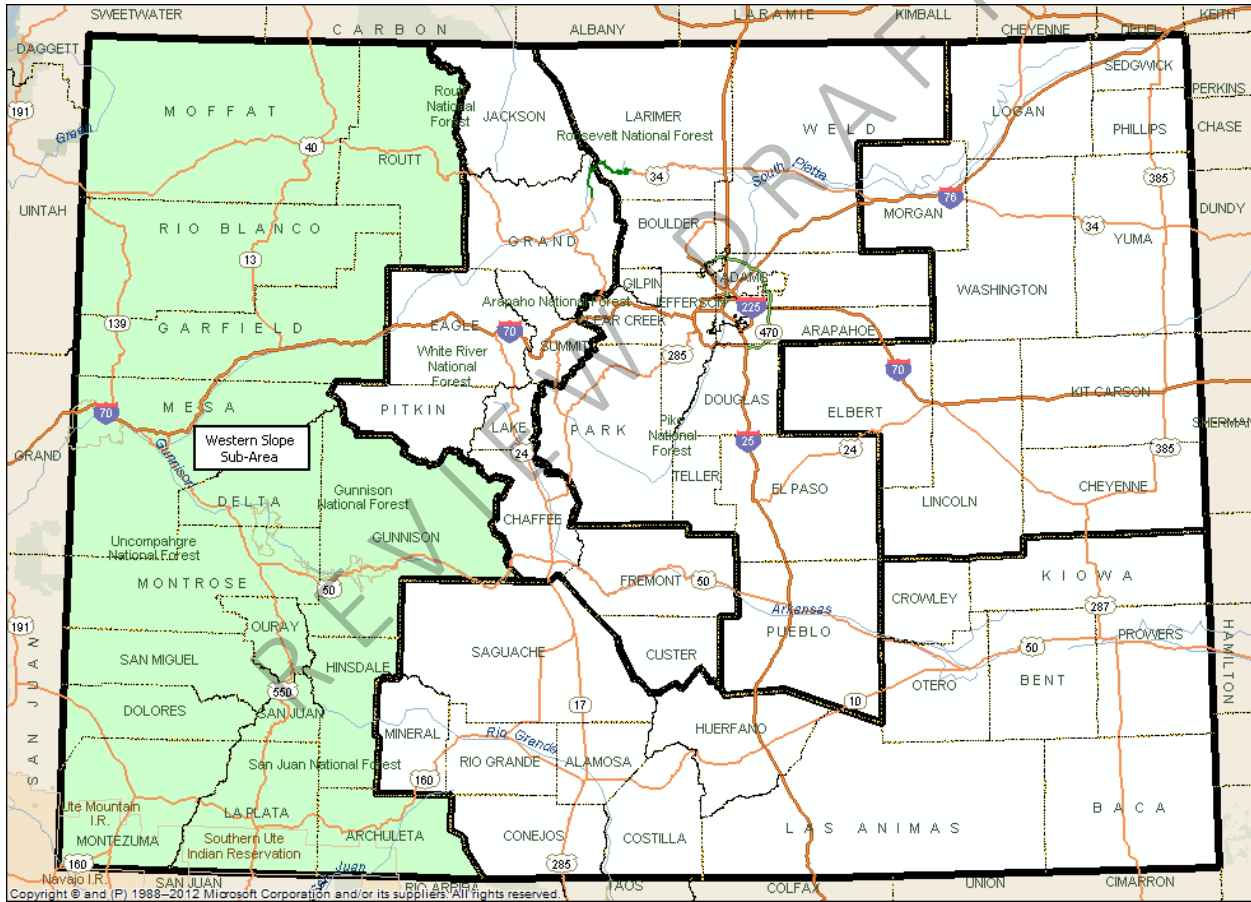 SWEETWATER
CARBON
ALBANY
LARAMIE
KIMBALL
CHEYENNE
DEUEL
KEITH
DAGGETT
SEDGWICK
PERKINS
191
MOFFAT
Routt
National
Forest
JACKSON
LARIMER
Roosevelt National Forest
WELD
LOGAN
PHILLIPS
CHASE
Green
40
ROUTT
34
South Platte
385
UINTAH
BOULDER
MORGAN
76
DUNDY
RIO BLANCO
13
GRAND
34
YUMA
GILPIN
ADAMS
WASHINGTON
Arapaho National Forest
JEFFERSON
225
139
GARFIELD
EAGLE
70
CLEAR CREEK
470
ARAPAHOE
White River
National
Forest
SUMMIT
285
70
MESA
PITKIN
DOUGLAS
ELBERT
KIT CARSON
70
LAKE
PARK
Pike
National
Forest
25
SHERMAN
GRAND
Western Slope
Sub-Area
Gunnison
24
24
385
TELLER
EL PASO
CHEYENNE
DELTA
Gunnison
National Forest
LINCOLN
CHAFFEE
Uncompahgre
National Forest
GUNNISON
MONTROSE
50
FREMONT
50
Arkansas
CROWLEY
KIOWA
287
191
OURAY
PUEBLO
PROWERS
SAN MIGUEL
HINSDALE
SAGUACHE
CUSTER
50
BENT
HAMILTON
OTERO
550
SAN JUAN
DOLORES
17
10
SAN JUAN
MINERAL
Rio Grande
HUERFANO
San Juan National Forest
RIO GRANDE
ALAMOSA
160
Ute Mountain
I.R.
LA PLATA
BACA
MONTEZUMA
Southern Ute
Indian Reservation
ARCHULETA
CONEJOS
COSTILLA
LAS ANIMAS
160
285
San Juan
Navajo I.R.
SAN JUAN
RIO ARRIBA
TAOS
COLFAX
UNION
CIMARRON
Copyright © and (P) 1988–2012 Microsoft Corporation and/or its suppliers. All rights reserved.
REVIEW DRAF